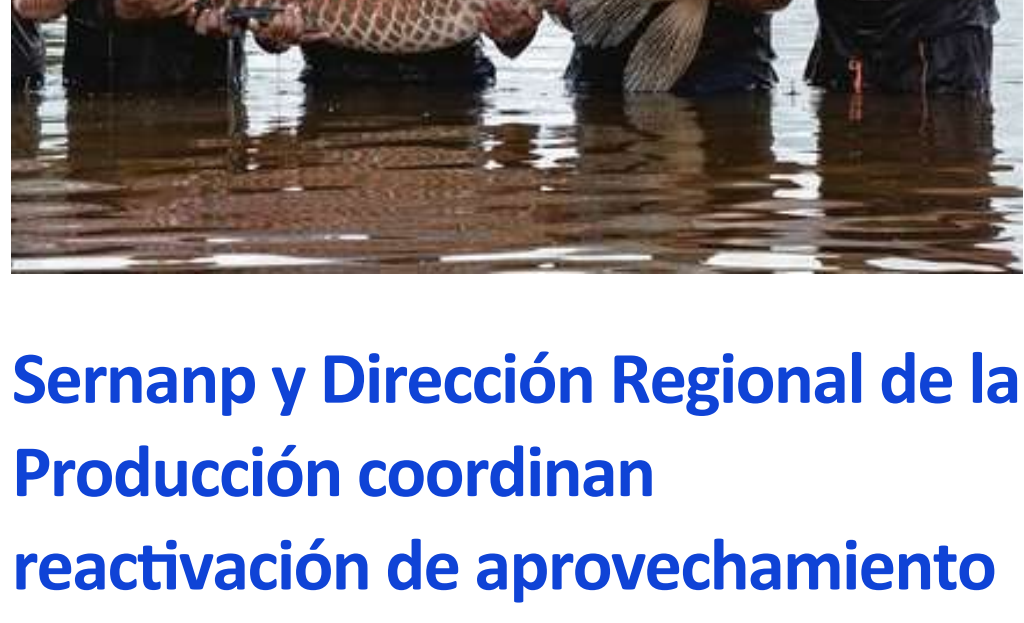 Sernanp y Dirección Regional de la
Producción coordinan
reactivación de aprovechamiento